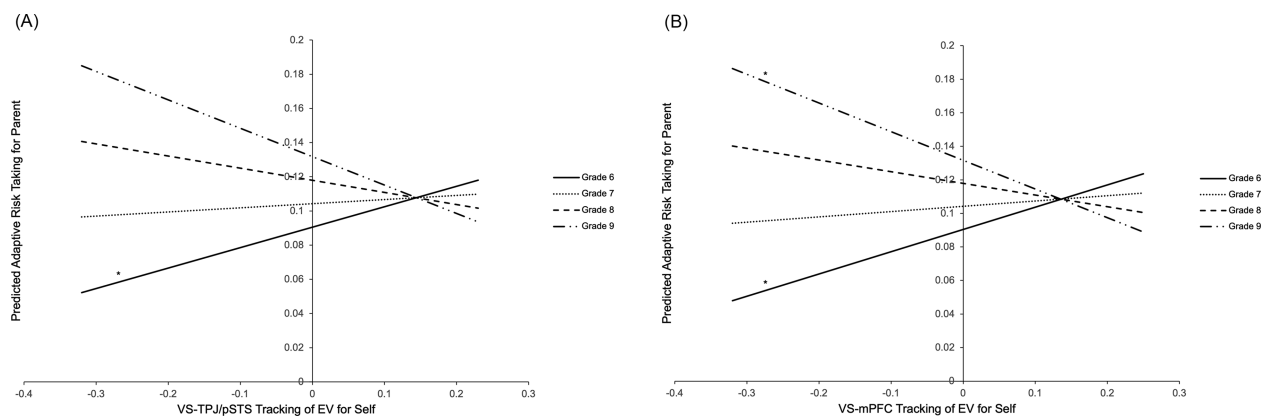 (A)
0.2
0.18
0.16
0.14
0.12
0.1
0.08
0.06
0.04
0.02
0
-0.4
-0.3
-0.2
-0.1
0
0.1
0.2
0.3
Predicted Adaptive Risk Taking for Parent
VS-TPJ/pSTS Tracking of EV for Self
*
Grade 6
Grade 7
Grade 8
Grade 9
(B)
0.2
0.18
0.16
0.14
0.12
0.1
0.08
0.06
0.04
0.02
0
-0.4
-0.3
-0.2
-0.1
0
0.1
0.2
0.3
Predicted Adaptive Risk Taking for Parent
VS-mPFC Tracking of EV for Self
*
*
Grade 6
Grade 7
Grade 8
Grade 9